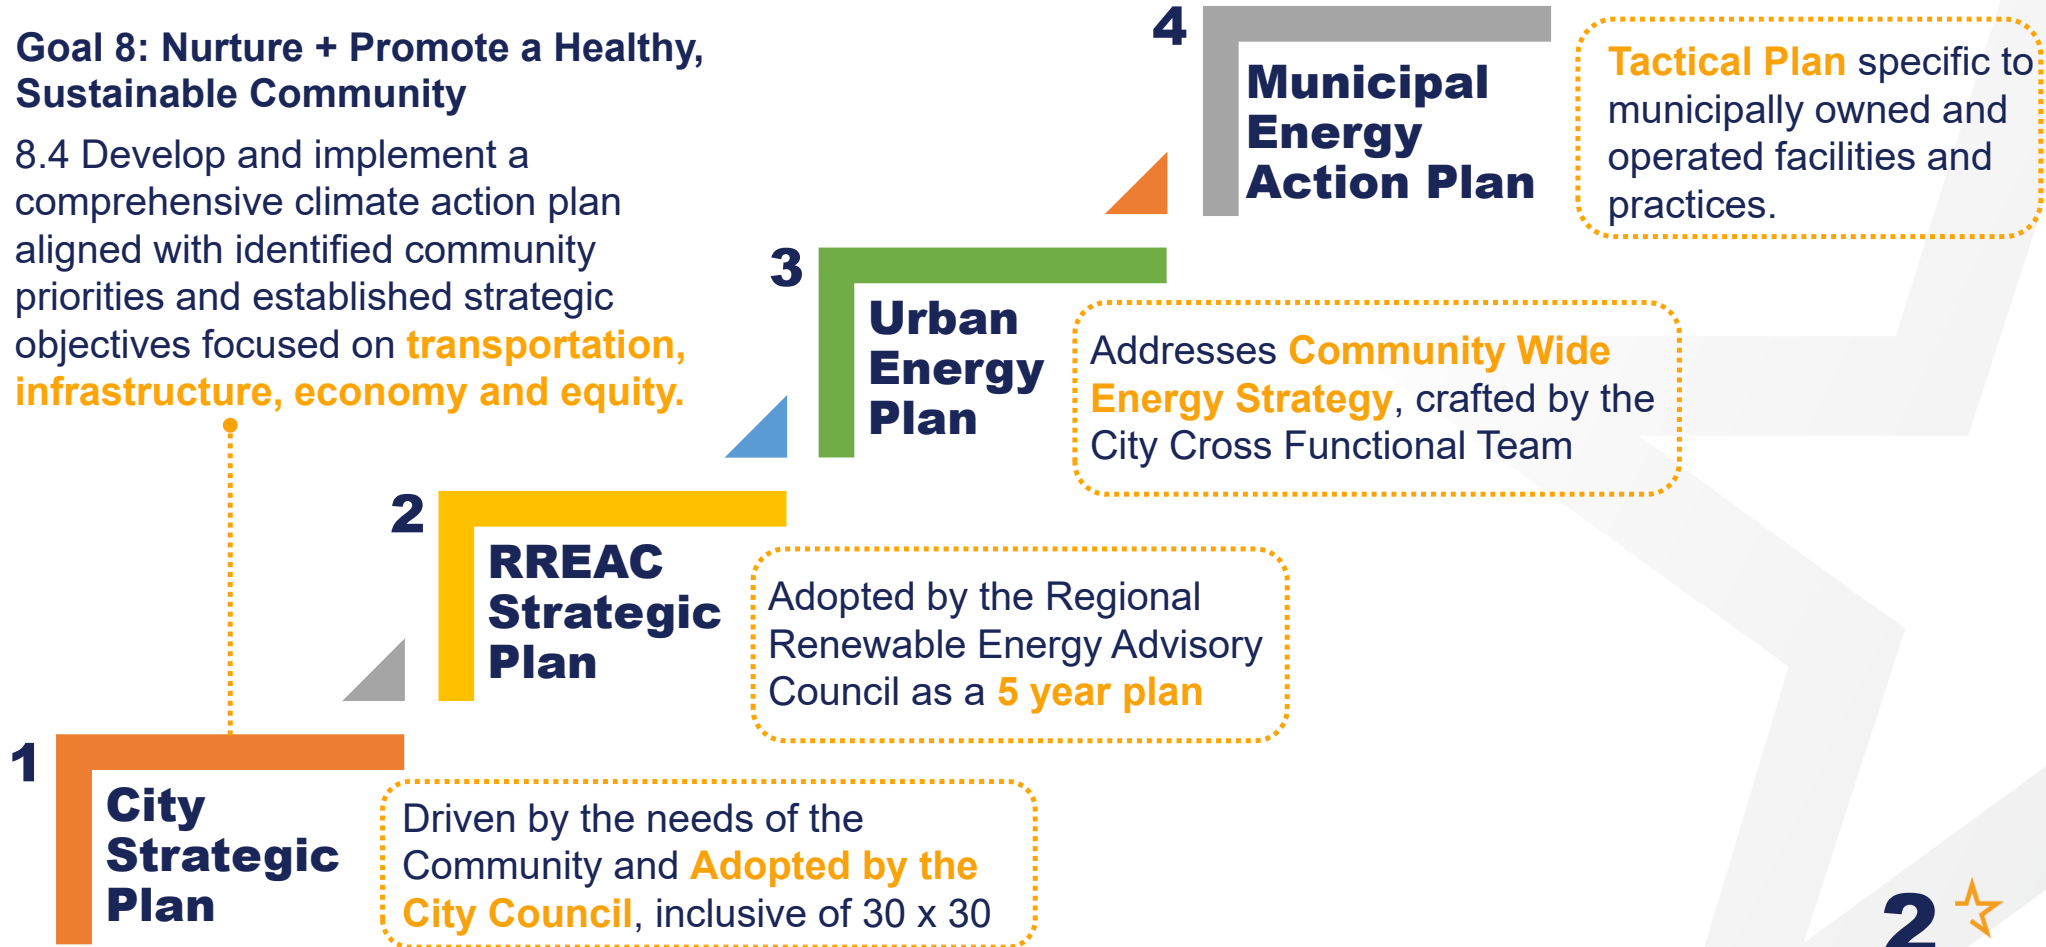 Goal 8: Nurture + Promote a Healthy,
Sustainable Community
8.4 Develop and implement a
comprehensive climate action plan
aligned with identified community
priorities and established strategic
objectives focused on transportation,
infrastructure, economy and equity.
4
Municipal
Energy
Action Plan
Tactical Plan specific to
municipally owned and
operated facilities and
practices.
3
Urban
Energy
Plan
Addresses Community Wide
Energy Strategy, crafted by the
City Cross Functional Team
2
RREAC
Strategic
Plan
Adopted by the Regional
Renewable Energy Advisory
Council as a 5 year plan
1
City
Strategic
Plan
Driven by the needs of the
Community and Adopted by the
City Council, inclusive of 30 x 30
2